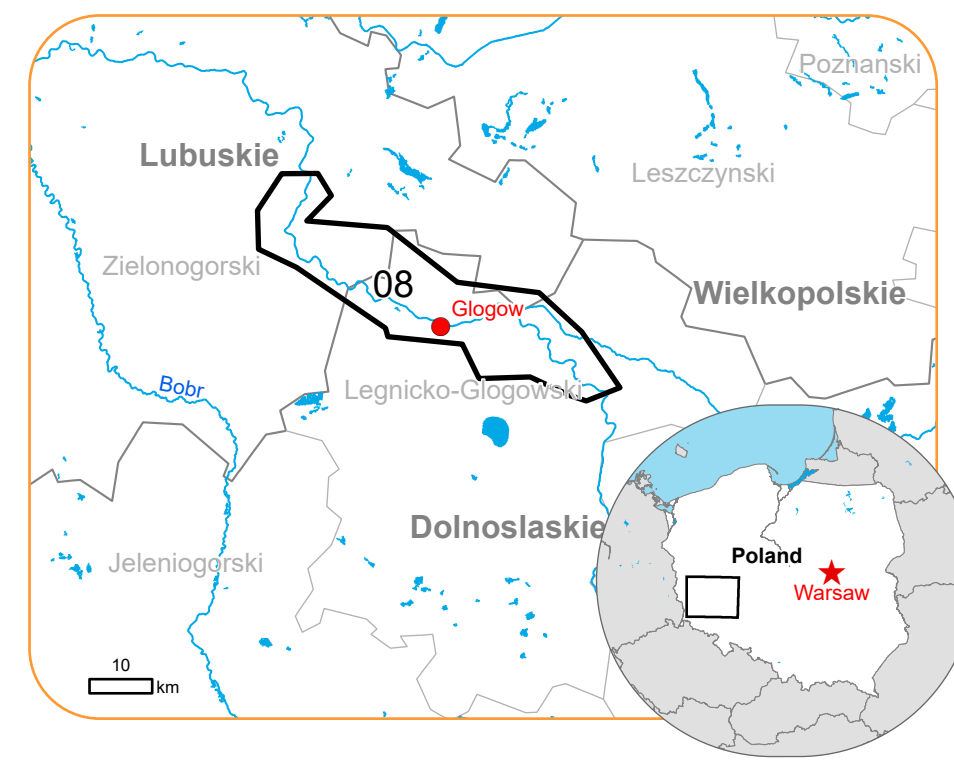 Poznanski
Lubuskie
Leszczynski
Zielonogorski
08
Wielkopolskie
Glogow
Bobr
Legnicko-Glogowski
Dolnoslaskie
Poland
Jeleniogorski
Warsaw
10
km